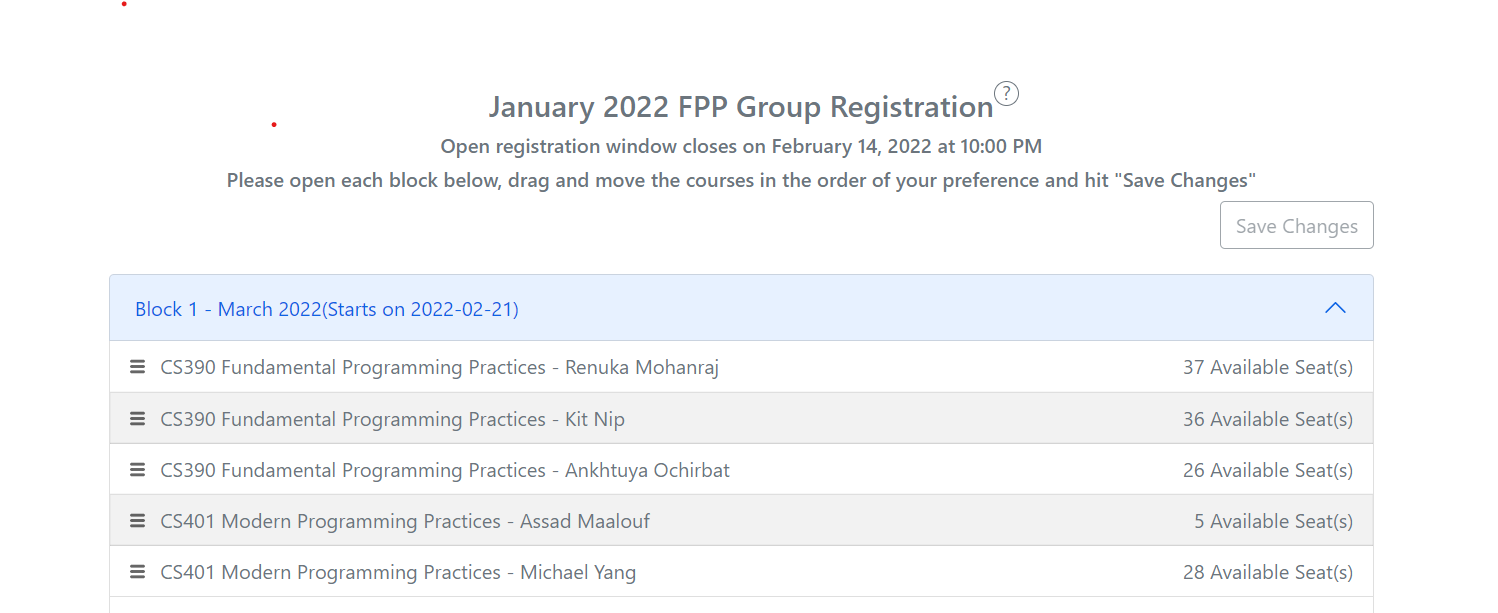 January 2022 FPP Group Registration ?
Open registration window closes on February 14, 2022 at 10:00 PM
Please open each block below, drag and move the courses in the order of your preference and hit "Save Changes"
Save Changes
Block 1 - March 2022(Starts on 2022-02-21)
CS390 Fundamental Programming Practices - Renuka Mohanraj 37 Available Seat(s)
CS390 Fundamental Programming Practices - Kit Nip 36 Available Seat(s)
CS390 Fundamental Programming Practices - Ankhtuya Ochirbat 26 Available Seat(s)
CS401 Modern Programming Practices - Assad Maalouf 5 Available Seat(s)
CS401 Modern Programming Practices - Michael Yang 28 Available Seat(s)